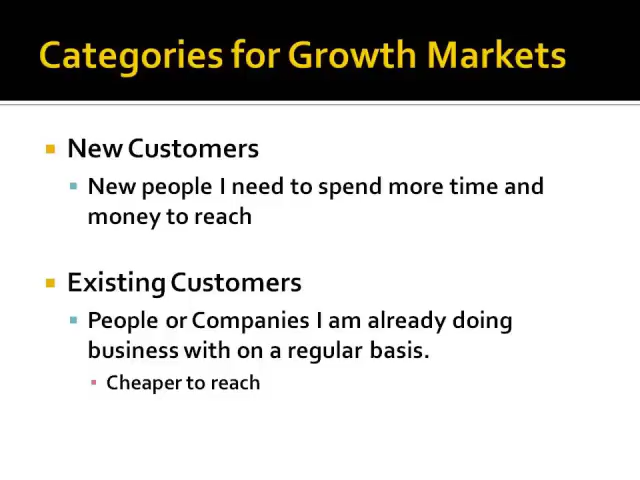 Categories for Growth Markets
New Customers
New people I need to spend more time and
money to reach
Existing Customers
People or Companies I am already doing
business with on a regular basis.
Cheaper to reach